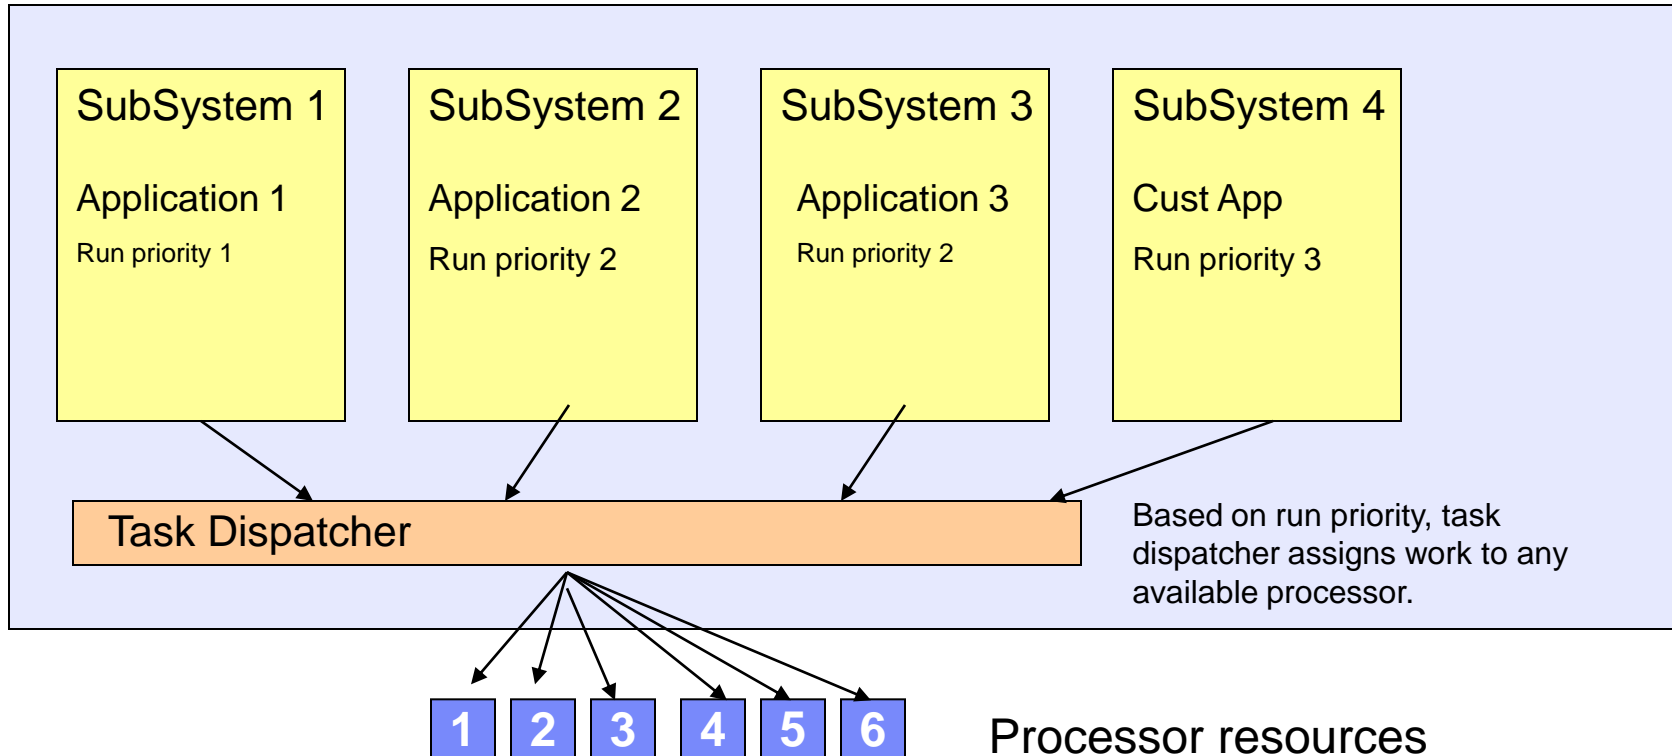 SubSystem 1
Application 1
Run priority 1
SubSystem 2
Application 2
Run priority 2
SubSystem 3
Application 3
Run priority 2
SubSystem 4
Cust App
Run priority 3
Task Dispatcher
Based on run priority, task
dispatcher assigns work to any
available processor.
1 2 3 4 5 6
Processor resources